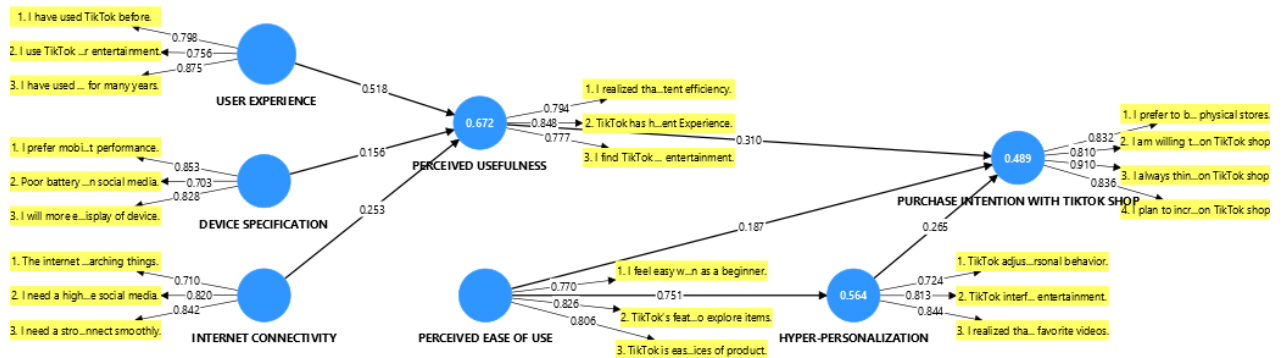 1. I have used TikTok before.
0.798
2. I use TikTok ...r entertainment.
0.756
3. I have used ... for many years.
0.875
USER EXPERIENCE
0.518
1. I prefer mobi...t performance.
0.853
2. Poor battery ...n social media.
0.703
3. I will more e...isplay of device.
0.828
DEVICE SPECIFICATION
0.156
1. The internet ...arching things.
0.710
2. I need a high...e social media.
0.820
3. I need a stro...nnect smoothly.
0.842
INTERNET CONNECTIVITY
0.253
0.672
PERCEIVED USEFULNESS
1. I realized tha...tent efficiency.
0.794
2. TikTok has h...ent Experience.
0.848
3. I find TikTok ... entertainment.
0.777
0.310
PERCEIVED EASE OF USE
1. I feel easy w...n as a beginner.
0.770
2. TikTok's feat...o explore items.
0.826
3. TikTok is eas...ices of product.
0.806
0.187
0.751
0.564
HYPER-PERSONALIZATION
1. TikTok adjus...rsonal behavior.
0.724
2. TikTok interf... entertainment.
0.813
3. I realized tha... favorite videos.
0.844
0.265
0.489
PURCHASE INTENTION WITH TIKTOK SHOP
1. I prefer to b... physical stores.
0.832
2. I am willing t...on TikTok shop
0.810
3. I always thin...on TikTok shop
0.910
4. I plan to incr...on TikTok shop
0.836